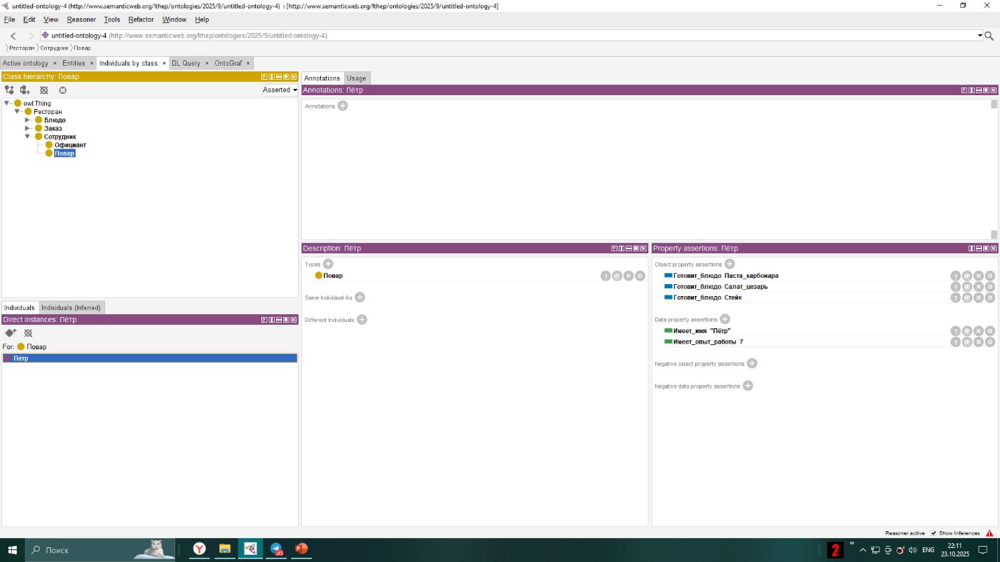 untitled-ontology-4 (http://www.semanticweb.org/lthep/ontologies/2025/9/untitled-ontology-4) : [http://www.semanticweb.org/lthep/ontologies/2025/9/untitled-ontology-4]
File Edit View Reasoner Tools Refactor Window Help
untitled-ontology-4 (http://www.semanticweb.org/lthep/ontologies/2025/9/untitled-ontology-4)
Ресторан Сотрудник Повар
Active ontology × Entities × Individuals by class × DL Query × OntoGraf ×
Class hierarchy: Повар
Asserted
owl:Thing
Ресторан
Блюдо
Заказ
Сотрудник
Официант
Повар
Individuals Individuals (Inferred)
Direct instances: Пётр
For: Повар
Пётр
Annotations Usage
Annotations: Пётр
Annotations
Description: Пётр
Types
Повар
Same Individual As
Different Individuals
Property assertions: Пётр
Object property assertions
Готовит_блюдо Паста_карбонара
Готовит_блюдо Салат_цезарь
Готовит_блюдо Стейк
Data property assertions
Имеет_имя "Пётр"
Имеет_опыт_работы 7
Negative object property assertions
Negative data property assertions
Reasoner active Show Inferences
Поиск
85
2
ENG
22:11
23.10.2025